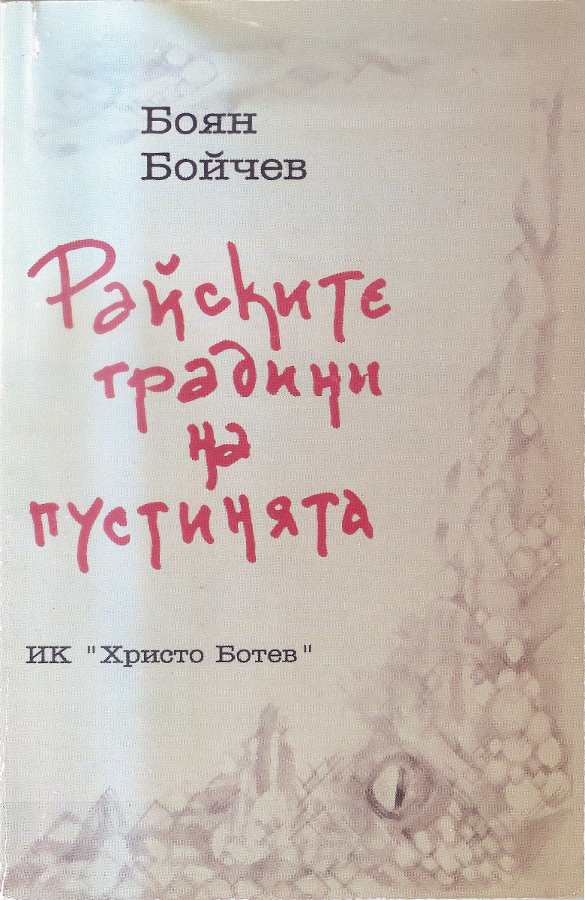 Боян
Бойчев
Райските
градини
на
пустинята
ИК "Христо Ботев"